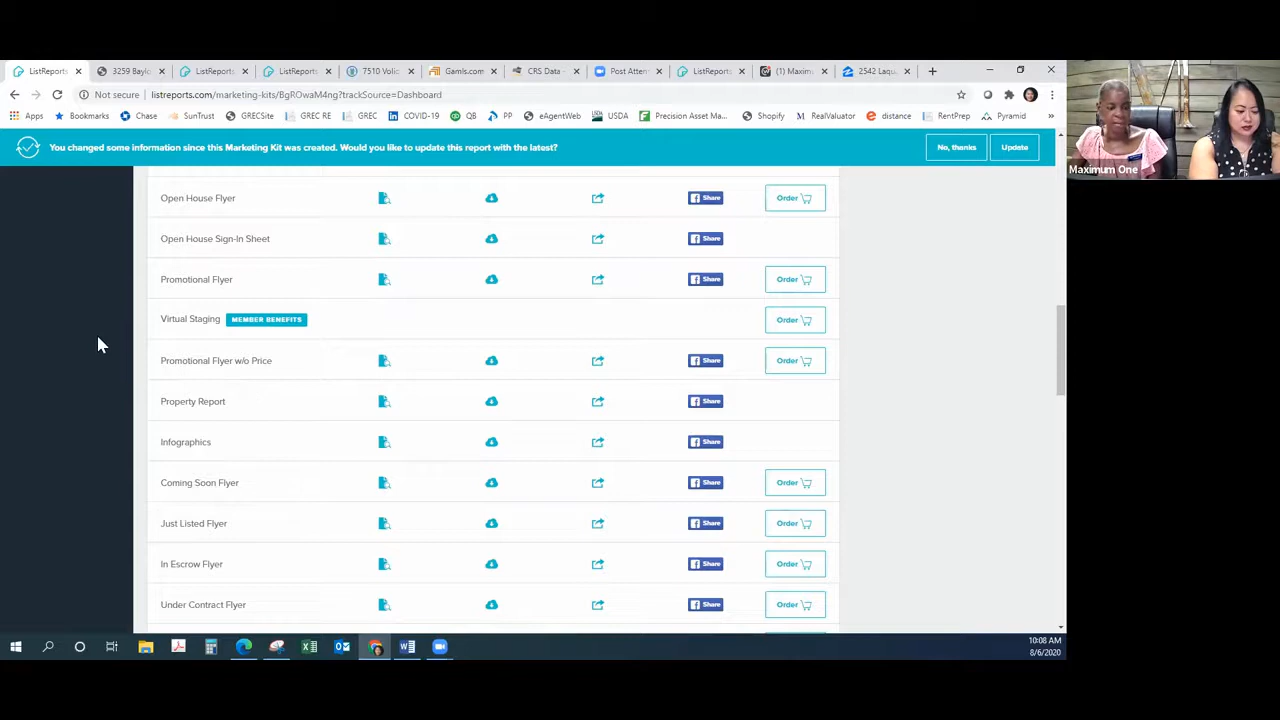 ListReports
3259 Baylo
ListReports
ListReports
7510 Volic
Gamls.com
CRS Data -
Post Atten
ListReports
(1) Maxim
2542 Laqu
Not secure
listreports.com/marketing-kits/BgROwaM4ng?trackSource=Dashboard
Apps
Bookmarks
Chase
SunTrust
GRECSite
GREC RULES
GREC
COVID-19
QB
PP
eAgentWeb
USDA
Precision Asset Ma...
Shopify
RealValuator
edistance
RentPrep
Pyramid
You changed some information since this Marketing Kit was created. Would you like to update this report with the latest?
No, thanks
Update
Maximum One
Open House Flyer
Share
Order
Open House Sign-In Sheet
Share
Promotional Flyer
Share
Order
Virtual Staging
MEMBER BENEFITS
Order
Promotional Flyer w/o Price
Share
Order
Property Report
Share
Infographics
Share
Coming Soon Flyer
Share
Order
Just Listed Flyer
Share
Order
In Escrow Flyer
Share
Order
Under Contract Flyer
Share
Order
10:08 AM
8/6/2020